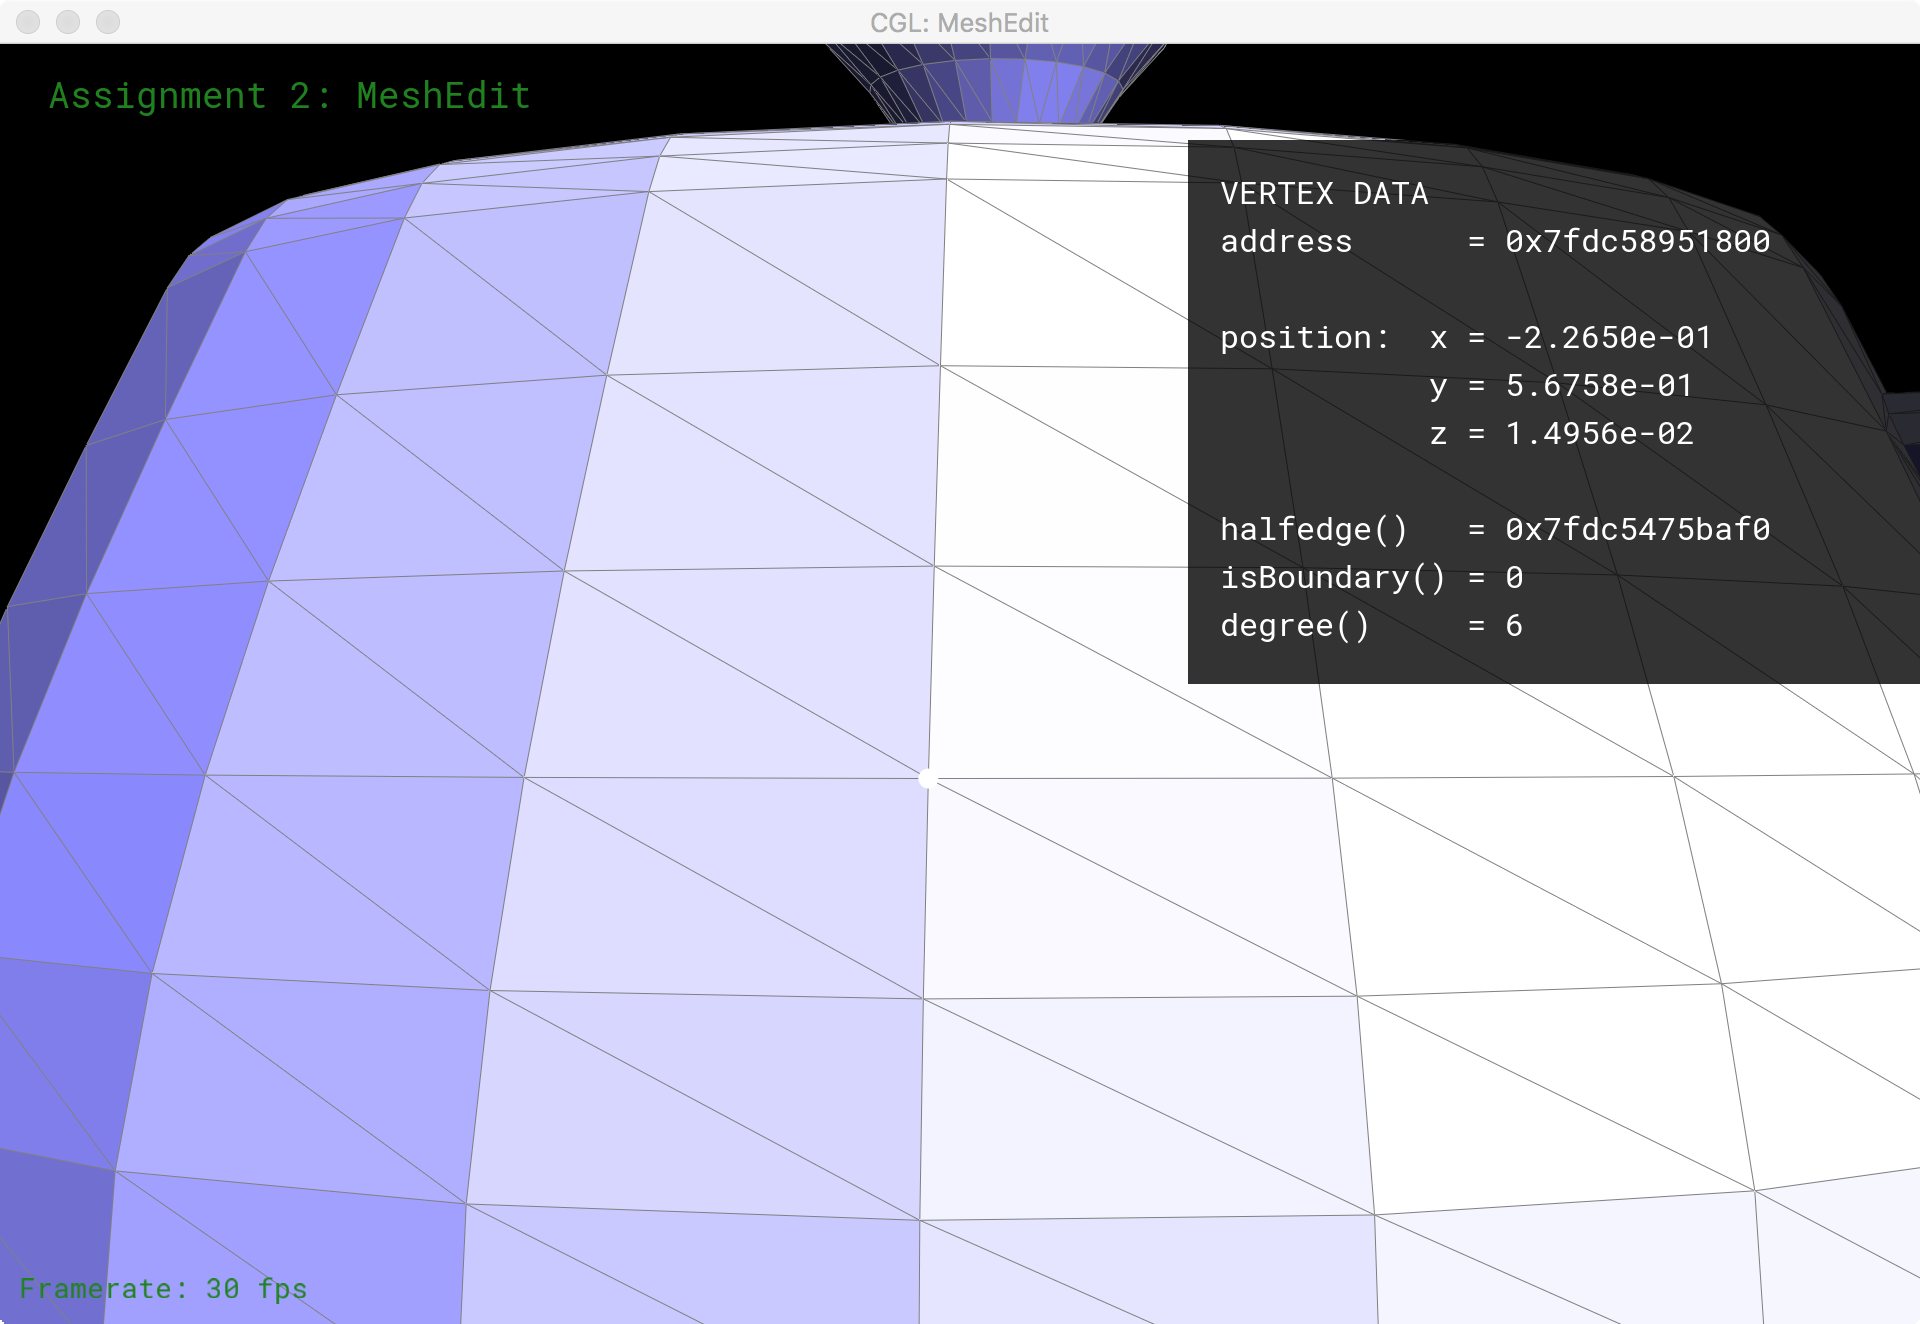 CGL: MeshEdit
Assignment 2: MeshEdit
VERTEX DATA
address = 0x7fdc58951800
position: x = -2.2650e-01
y = 5.6758e-01
z = 1.4956e-02
halfedge() = 0x7fdc5475baf0
isBoundary() = 0
degree() = 6
Framerate: 30 fps